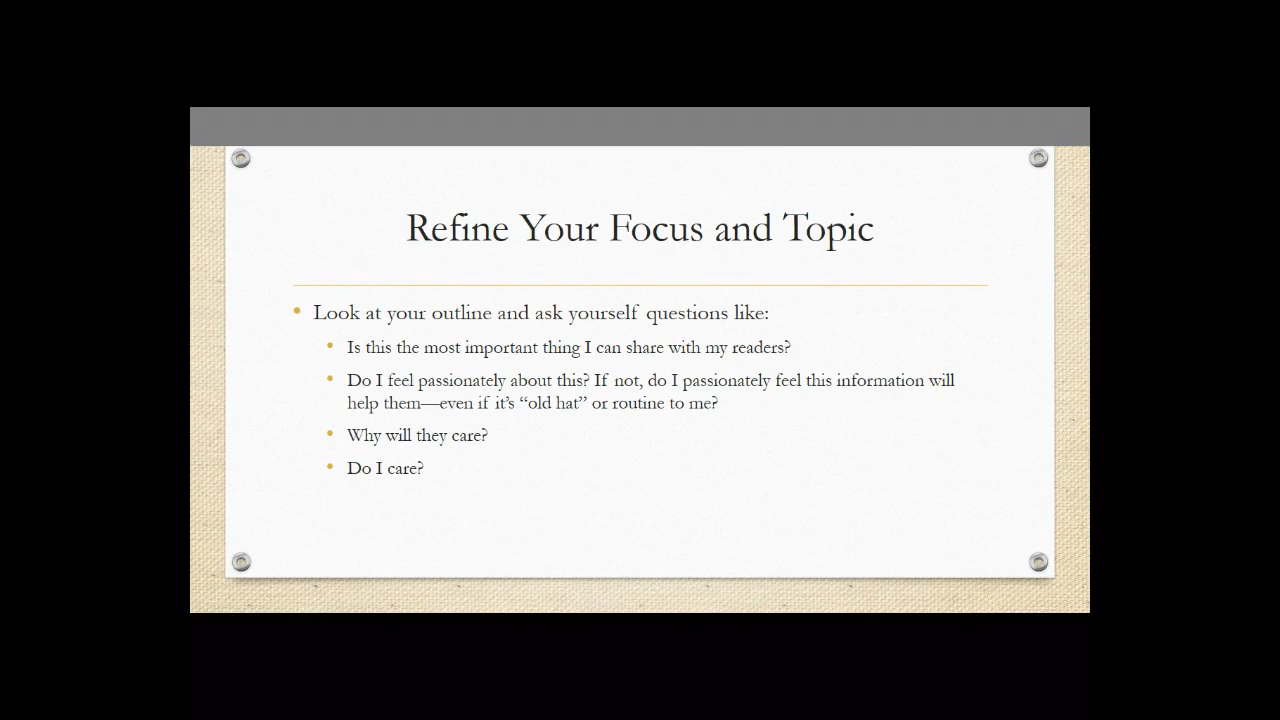 Refine Your Focus and Topic
Look at your outline and ask yourself questions like:
Is this the most important thing I can share with my readers?
Do I feel passionately about this? If not, do I passionately feel this information will
help them—even if it’s “old hat” or routine to me?
Why will they care?
Do I care?